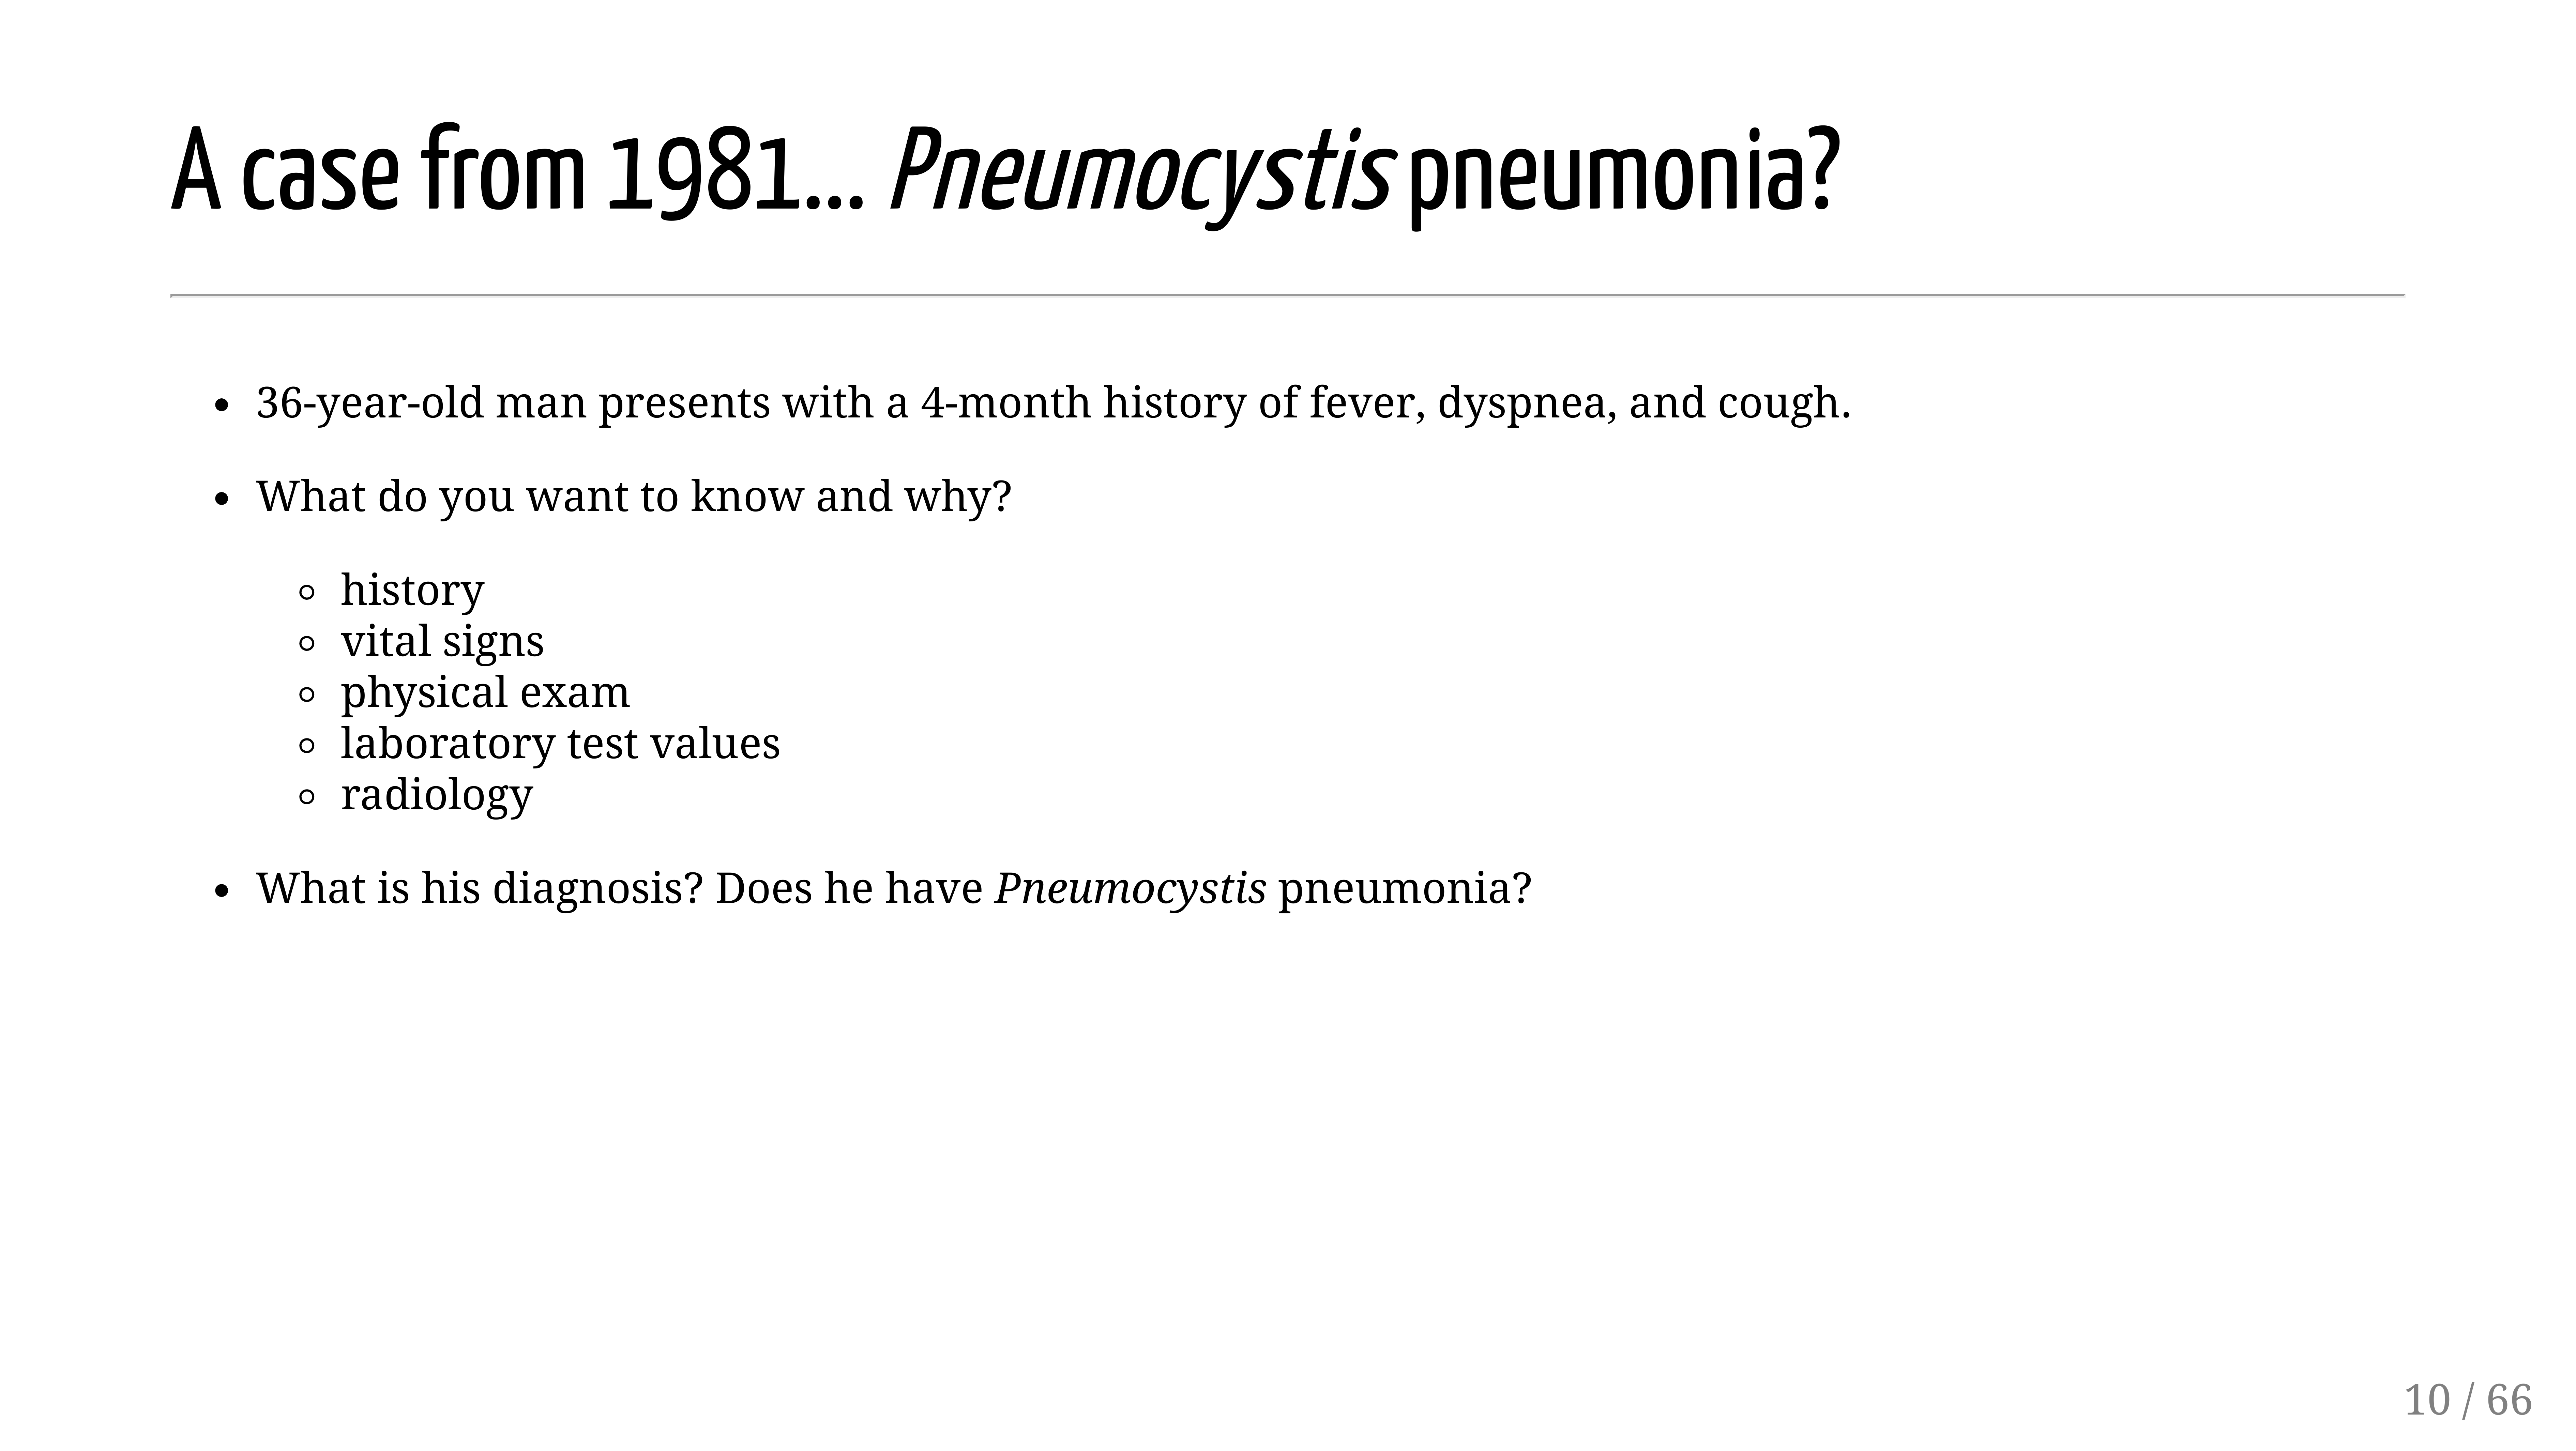 A case from 1981... Pneumocystis pneumonia?
36-year-old man presents with a 4-month history of fever, dyspnea, and cough.
What do you want to know and why?
history
vital signs
physical exam
laboratory test values
radiology
What is his diagnosis? Does he have Pneumocystis pneumonia?
10 / 66